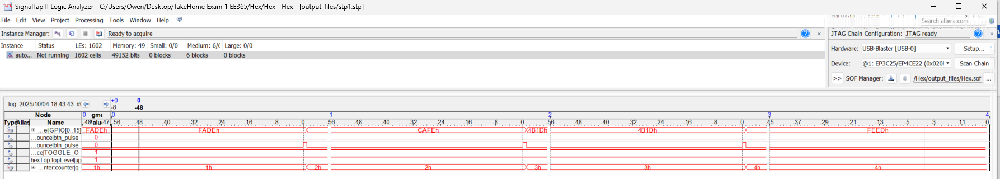 SignalTap II Logic Analyzer - C:/Users/Owen/Desktop/TakeHome Exam 1 EE365/Hex/Hex - Hex - [output_files/stp1.stp]
File Edit View Project Processing Tools Window Help
Search altera.com
Instance Manager: Ready to acquire
JTAG Chain Configuration: JTAG ready
Instance Status LEs: 1602 Memory: 49 Small: 0/0 Medium: 6/6 Large: 0/0
auto... Not running 1602 cells 49152 bits 0 blocks 6 blocks 0 blocks
Hardware: USB-Blaster [USB-0] Setup...
Device: @1: EP3C25/EP4CE22 (0x020I Scan Chain
>> SOF Manager: /Hex/output_files/Hex.sof ...
log: 2025/10/04 18:43:43 #0
+0 0
-8 -48
Node 0 gme 0 1 2 3 4
Type Alias Name -48 Value -47 -56 -48 -40 -32 -24 -16 -8 0 -56 -48 -40 -32 -24 -16 -8 0 -56 -48 -40 -32 -24 -16 -8 0 -45 -37 -29 -21 -13 -5 3 11 0
...el|GPIO[0..15] FADEh FADEh CAFEh 4B1Dh 4B1Dh FEEDh
...ounce|btn_pulse 0
...ounce|btn_pulse 0
...ce|TOGGLE_O 1
hexTop:topLevel|up 1
...nter:counter|q 1h 1h 2h 2h 3h 3h 4h 4h